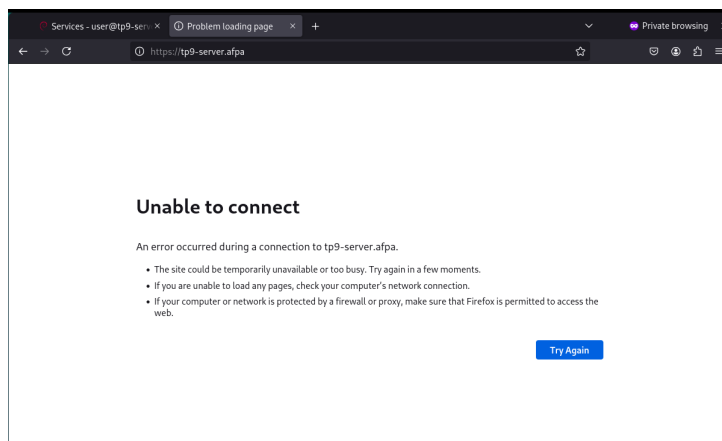 Services - user@tp9-serv
Problem loading page
Private browsing
https://tp9-server.afpa
Unable to connect
An error occurred during a connection to tp9-server.afpa.
• The site could be temporarily unavailable or too busy. Try again in a few moments.
• If you are unable to load any pages, check your computer's network connection.
• If your computer or network is protected by a firewall or proxy, make sure that Firefox is permitted to access the
web.
Try Again